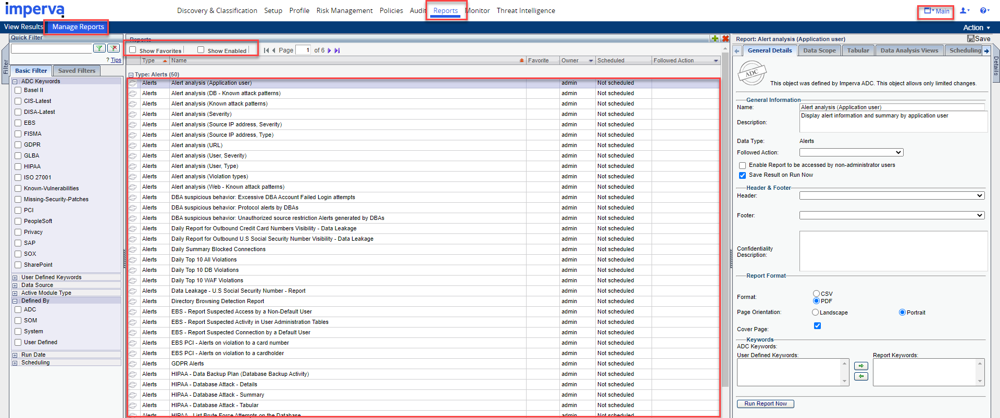 imperva
Discovery & Classification Setup Profile Risk Management Policies Audit Reports Monitor Threat Intelligence
Main
View Results Manage Reports
Action
Quick Filter
? Tips
Filter
Basic Filter Saved Filters
ADC Keywords
Basel II
CIS-Latest
DISA-Latest
EBS
FISMA
GDPR
GLBA
HIPAA
ISO 27001
Known-Vulnerabilities
Missing-Security-Patches
PCI
PeopleSoft
Privacy
SAP
SOX
SharePoint
User Defined Keywords
Data Source
Active Module Type
Defined By
ADC
SOM
System
User Defined
Run Date
Scheduling
Reports
Show Favorites Show Enabled Page 1 of 6
Type Name Favorite Owner Scheduled Followed Action
Type: Alerts (50)
Alerts Alert analysis (Application user) admin Not scheduled
Alerts Alert analysis (DB - Known attack patterns) admin Not scheduled
Alerts Alert analysis (Known attack patterns) admin Not scheduled
Alerts Alert analysis (Severity) admin Not scheduled
Alerts Alert analysis (Source IP address, Severity) admin Not scheduled
Alerts Alert analysis (Source IP address, Type) admin Not scheduled
Alerts Alert analysis (URL) admin Not scheduled
Alerts Alert analysis (User, Severity) admin Not scheduled
Alerts Alert analysis (User, Type) admin Not scheduled
Alerts Alert analysis (Violation types) admin Not scheduled
Alerts Alert analysis (Web - Known attack patterns) admin Not scheduled
Alerts DBA suspicious behavior: Excessive DBA Account Failed Login attempts admin Not scheduled
Alerts DBA suspicious behavior: Protocol alerts by DBAs admin Not scheduled
Alerts DBA suspicious behavior: Unauthorized source restriction Alerts generated by DBAs admin Not scheduled
Alerts Daily Report for Outbound Credit Card Numbers Visibility - Data Leakage admin Not scheduled
Alerts Daily Report for Outbound U.S Social Security Number Visibility - Data Leakage admin Not scheduled
Alerts Daily Summary Blocked Connections admin Not scheduled
Alerts Daily Top 10 All Violations admin Not scheduled
Alerts Daily Top 10 DB Violations admin Not scheduled
Alerts Daily Top 10 WAF Violations admin Not scheduled
Alerts Data Leakage - U.S Social Security Number - Report admin Not scheduled
Alerts Directory Browsing Detection Report admin Not scheduled
Alerts EBS - Report Suspected Access by a Non-Default User admin Not scheduled
Alerts EBS - Report Suspected Activity in User Administration Tables admin Not scheduled
Alerts EBS - Report Suspected Connection by a Default User admin Not scheduled
Alerts EBS PCI - Alerts on violation to a card number admin Not scheduled
Alerts EBS PCI - Alerts on violation to a cardholder admin Not scheduled
Alerts GDPR Alerts admin Not scheduled
Alerts HIPAA - Data Backup Plan (Database Backup Activity) admin Not scheduled
Alerts HIPAA - Database Attack - Details admin Not scheduled
Alerts HIPAA - Database Attack - Summary admin Not scheduled
Alerts HIPAA - Database Attack - Tabular admin Not scheduled
Alerts HIPAA - List Brute Force Attempts on the Database admin Not scheduled
Report: Alert analysis (Application user) Save
General Details Data Scope Tabular Data Analysis Views Scheduling
Details
ADC
This object was defined by Imperva ADC. This object allows only limited changes.
General Information
Name: Alert analysis (Application user)
Description: Display alert information and summary by application user
Data Type: Alerts
Followed Action:
Enable Report to be accessed by non-administrator users
Save Result on Run Now
Header & Footer
Header:
Footer:
Confidentiality
Description:
Report Format
Format: CSV
PDF
Page Orientation: Landscape Portrait
Cover Page:
Keywords
ADC Keywords:
User Defined Keywords: Report Keywords:
Run Report Now